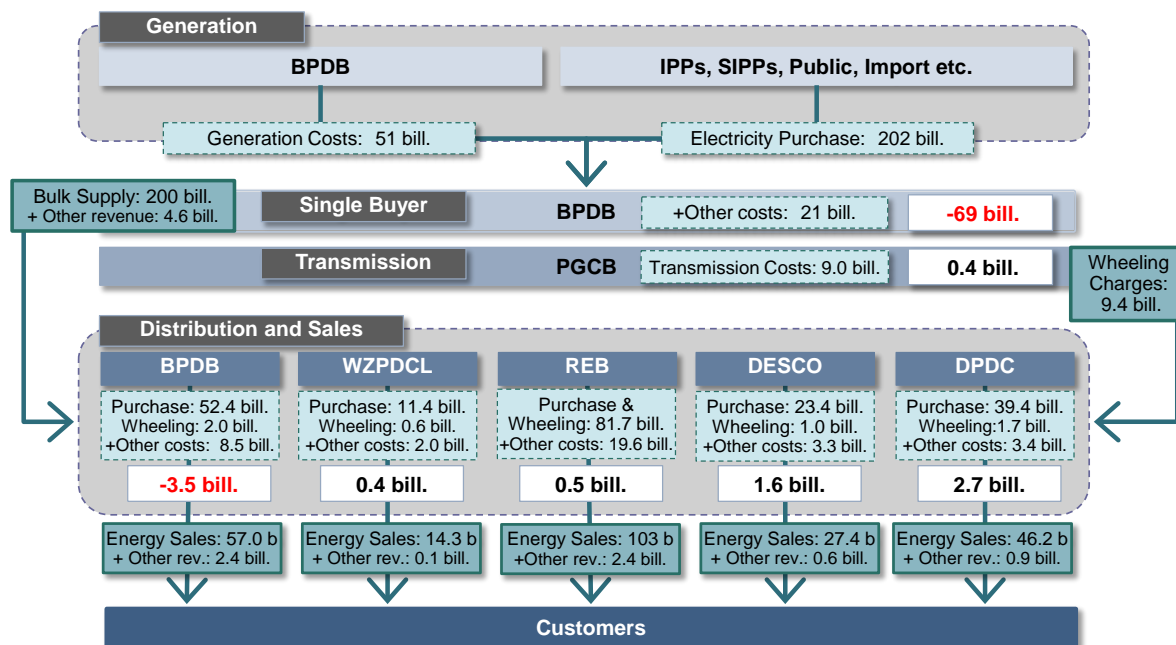 Generation
BPDB
IPPs, SIPPs, Public, Import etc.
Generation Costs: 51 bill.
Electricity Purchase: 202 bill.
Bulk Supply: 200 bill.
+ Other revenue: 4.6 bill.
Single Buyer
BPDB
+Other costs: 21 bill.
-69 bill.
Transmission
PGCB
Transmission Costs: 9.0 bill.
0.4 bill.
Wheeling
Charges:
9.4 bill.
Distribution and Sales
BPDB
Purchase: 52.4 bill.
Wheeling: 2.0 bill.
+Other costs: 8.5 bill.
-3.5 bill.
Energy Sales: 57.0 b
+ Other rev.: 2.4 bill.
WZPDCL
Purchase: 11.4 bill.
Wheeling: 0.6 bill.
+Other costs: 2.0 bill.
0.4 bill.
Energy Sales: 14.3 b
+ Other rev.: 0.1 bill.
REB
Purchase &
Wheeling: 81.7 bill.
+Other costs: 19.6 bill.
0.5 bill.
Energy Sales: 103 b
+Other rev.: 2.4 bill.
DESCO
Purchase: 23.4 bill.
Wheeling: 1.0 bill.
+Other costs: 3.3 bill.
1.6 bill.
Energy Sales: 27.4 b
+ Other rev.: 0.6 bill.
DPDC
Purchase: 39.4 bill.
Wheeling:1.7 bill.
+Other costs: 3.4 bill.
2.7 bill.
Energy Sales: 46.2 b
+ Other rev.: 0.9 bill.
Customers